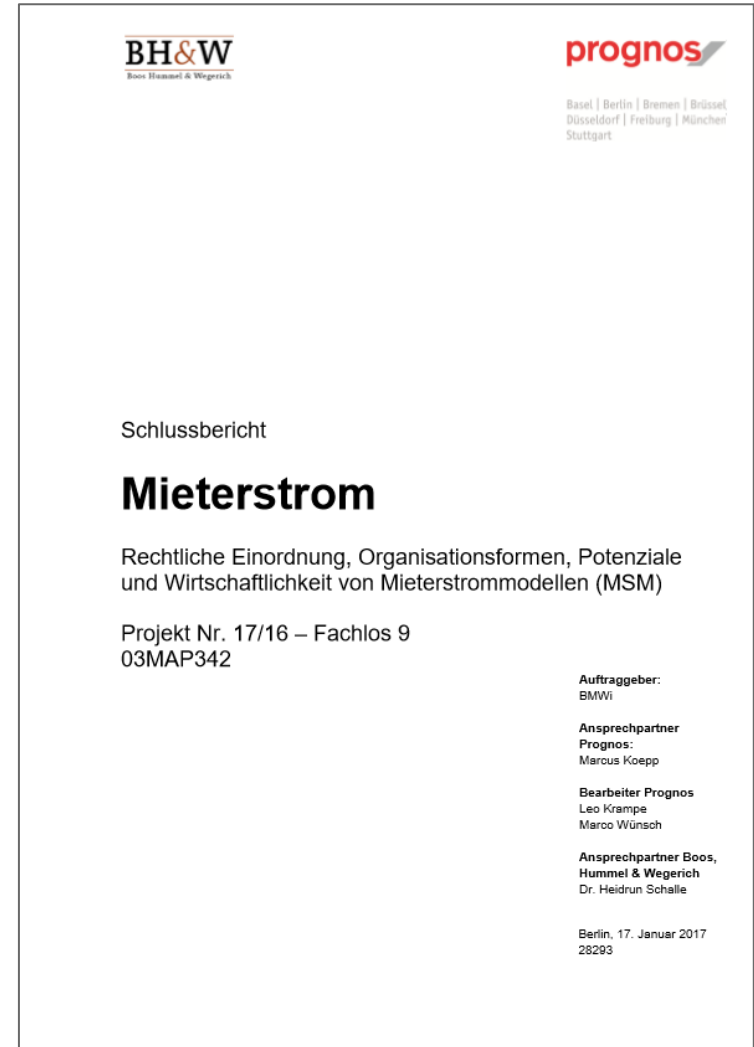 BH&W
Boos Hummel & Wegerich
prognos
Basel | Berlin | Bremen | Brüssel
Düsseldorf | Freiburg | München
Stuttgart
Schlussbericht
Mieterstrom
Rechtliche Einordnung, Organisationsformen, Potenziale
und Wirtschaftlichkeit von Mieterstrommodellen (MSM)
Projekt Nr. 17/16 – Fachlos 9
03MAP342
Auftraggeber:
BMWi
Ansprechpartner
Prognos:
Marcus Koepp
Bearbeiter Prognos
Leo Krampe
Marco Wünsch
Ansprechpartner Boos,
Hummel & Wegerich
Dr. Heidrun Schalle
Berlin, 17. Januar 2017
28293